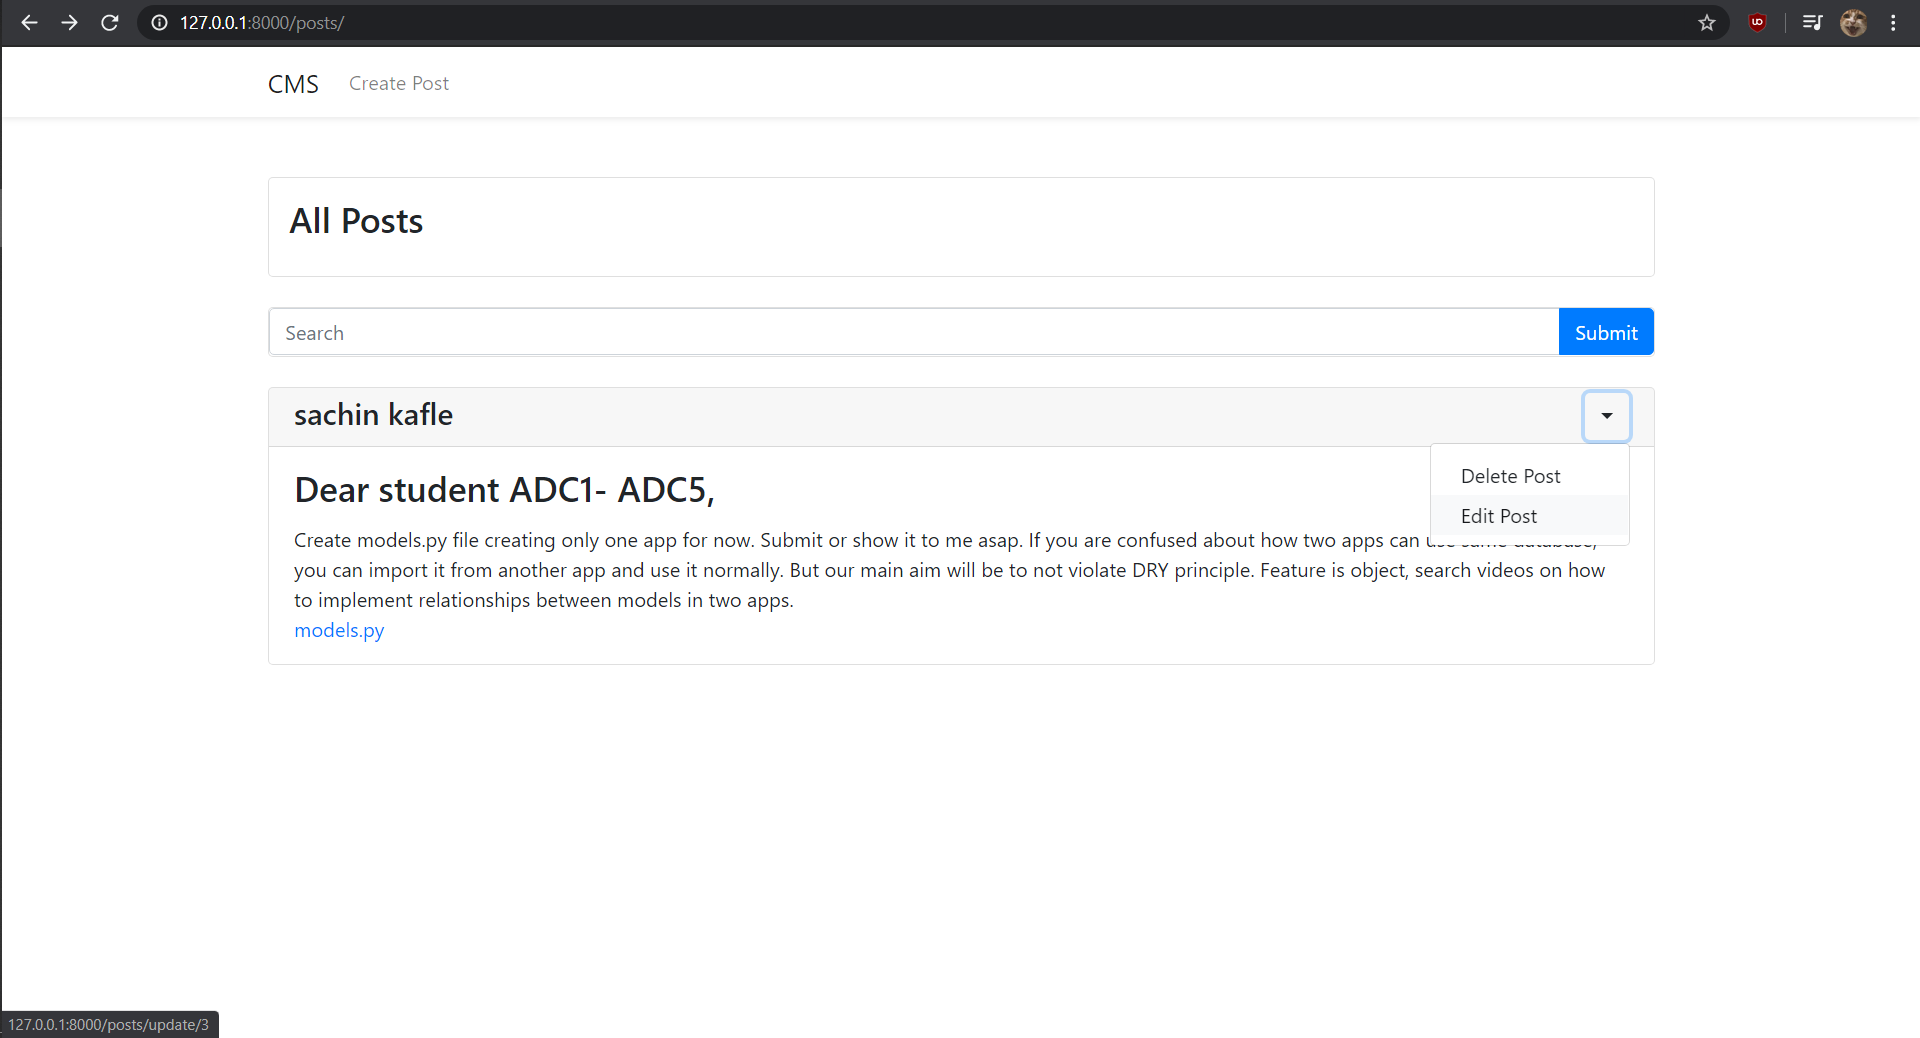 127.0.0.1:8000/posts/
CMS Create Post
All Posts
Search Submit
sachin kafle
Delete Post
Edit Post
Dear student ADC1- ADC5,
Create models.py file creating only one app for now. Submit or show it to me asap. If you are confused about how two apps can use same database,
you can import it from another app and use it normally. But our main aim will be to not violate DRY principle. Feature is object, search videos on how
to implement relationships between models in two apps.
models.py
127.0.0.1:8000/posts/update/3